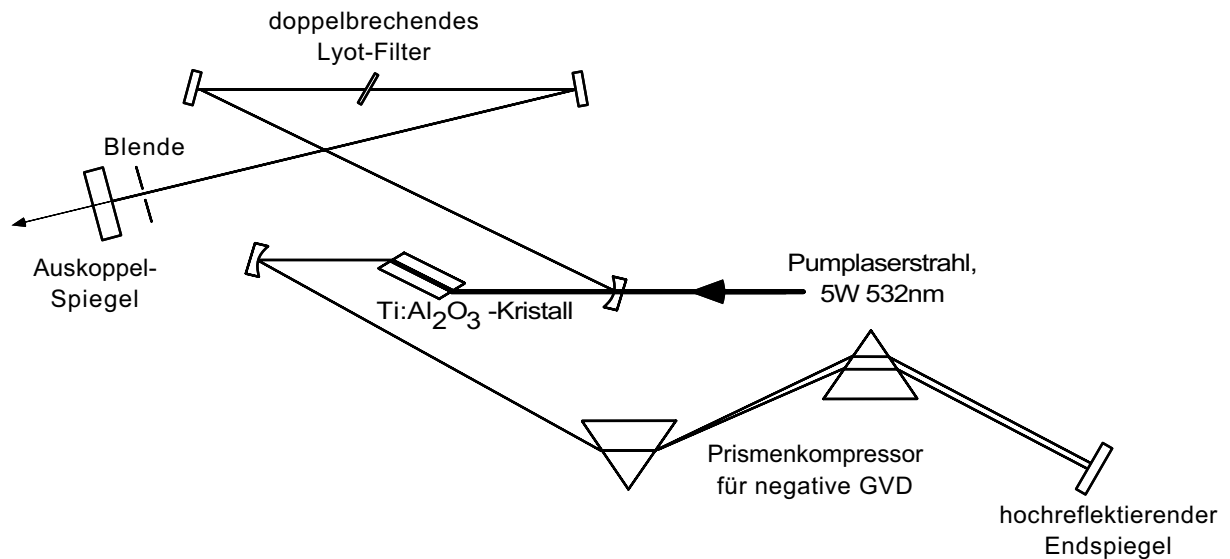 doppelbrechendes
Lyot-Filter
Blende
Auskoppel-
Spiegel
Pumplaserstrahl,
5W 532nm
Ti:Al2O3 -Kristall
Prismenkompressor
für negative GVD
hochreflektierender
Endspiegel